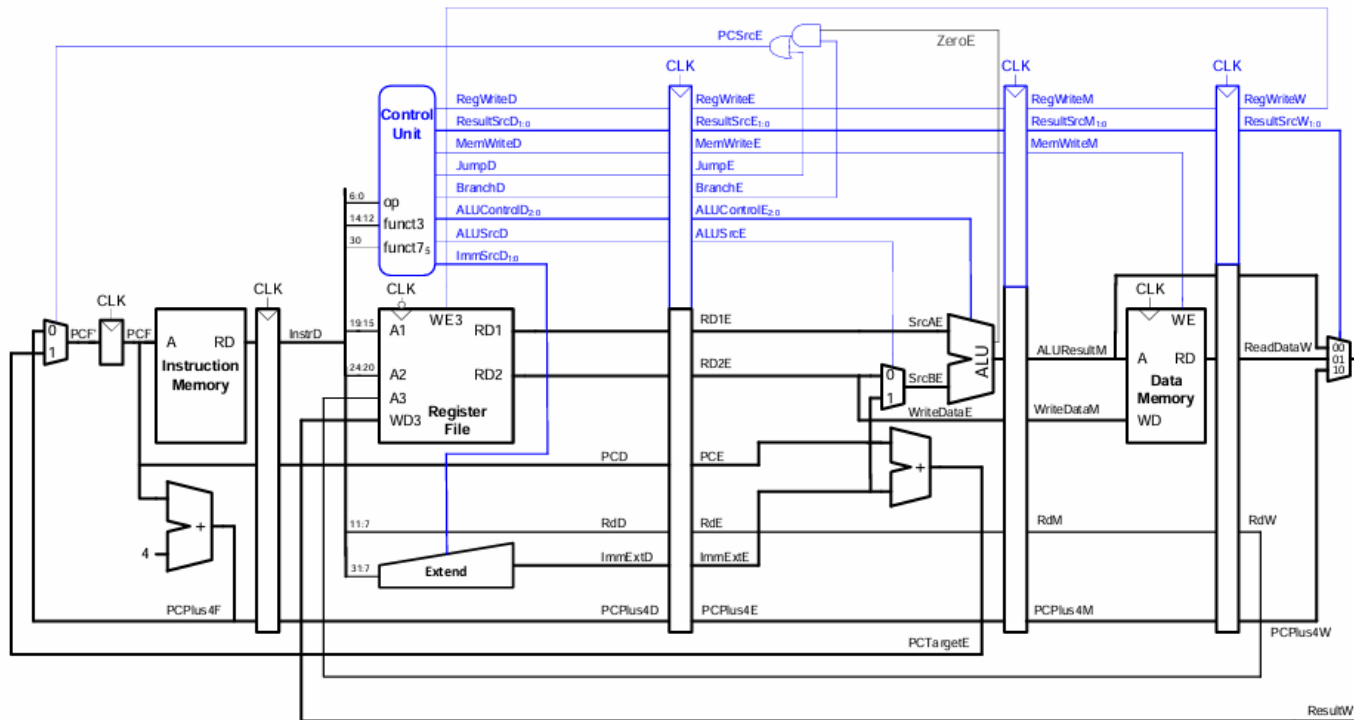 PCSrcE
ZeroE
CLK CLK CLK
Control
Unit
RegWriteD RegWriteE RegWriteM RegWriteW
ResultSrcD1:0 ResultSrcE1:0 ResultSrcM1:0 ResultSrcW1:0
MemWriteD MemWriteE MemWriteM
JumpD JumpE
BranchD BranchE
6:0 op
ALUControlD2:0 ALUControlE2:0
14:12 funct3
ALUSrcD ALUSrcE
30 funct75
ImmSrcD1:0
CLK CLK CLK CLK
0 1 PCF' PCF
A RD
Instruction
Memory
InstrD
19:15 A1 WE3 RD1 RD1E SrcAE
24:20 A2 RD2 RD2E 0 1 SrcBE
A3
WD3
Register
File
ALU
ALUResultM
WE
A RD
Data
Memory
WD
ReadDataW
00
01
10
WriteDataE WriteDataM
PCD PCE
+
+
4
11:7 RdD RdE RdM RdW
31:7 Extend ImmExtD ImmExtE
PCPlus4F PCPlus4D PCPlus4E PCPlus4M PCPlus4W
PCTargetE
ResultW